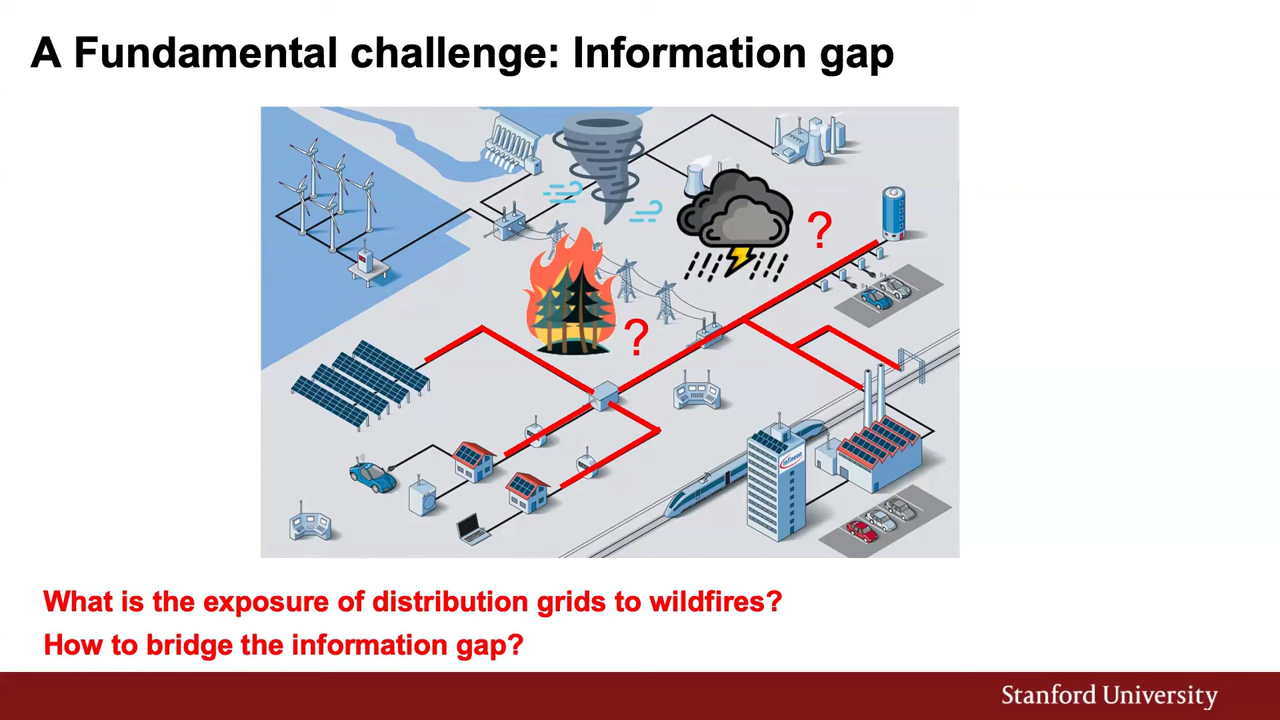 A Fundamental challenge: Information gap
?
?
infineon
What is the exposure of distribution grids to wildfires?
How to bridge the information gap?
Stanford University